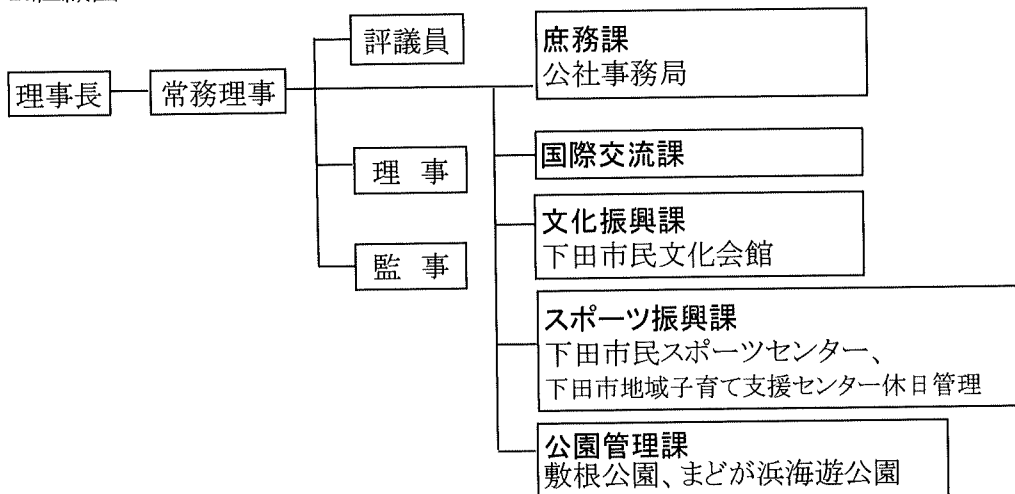 理事長
常務理事
評議員
理 事
監 事
庶務課
公社事務局
国際交流課
文化振興課
下田市民文化会館
スポーツ振興課
下田市民スポーツセンター、
下田市地域子育て支援センター休日管理
公園管理課
敷根公園、まどが浜海遊公園